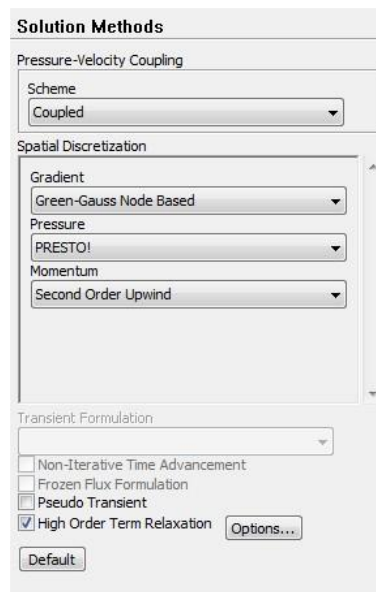 Solution Methods
Pressure-Velocity Coupling
Scheme
Coupled
Spatial Discretization
Gradient
Green-Gauss Node Based
Pressure
PRESTO!
Momentum
Second Order Upwind
Transient Formulation
Non-Iterative Time Advancement
Frozen Flux Formulation
Pseudo Transient
High Order Term Relaxation Options...
Default